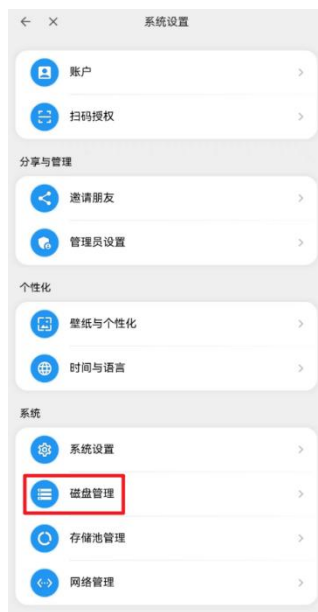 系统设置
账户
扫码授权
分享与管理
邀请朋友
管理员设置
个性化
壁纸与个性化
时间与语言
系统
系统设置
磁盘管理
存储池管理
网络管理